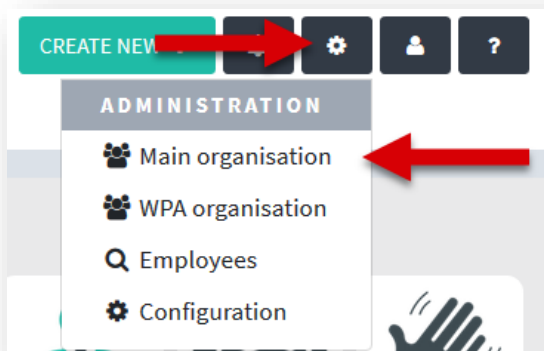 CREATE NEW
?
ADMINISTRATION
Main organisation
WPA organisation
Employees
Configuration